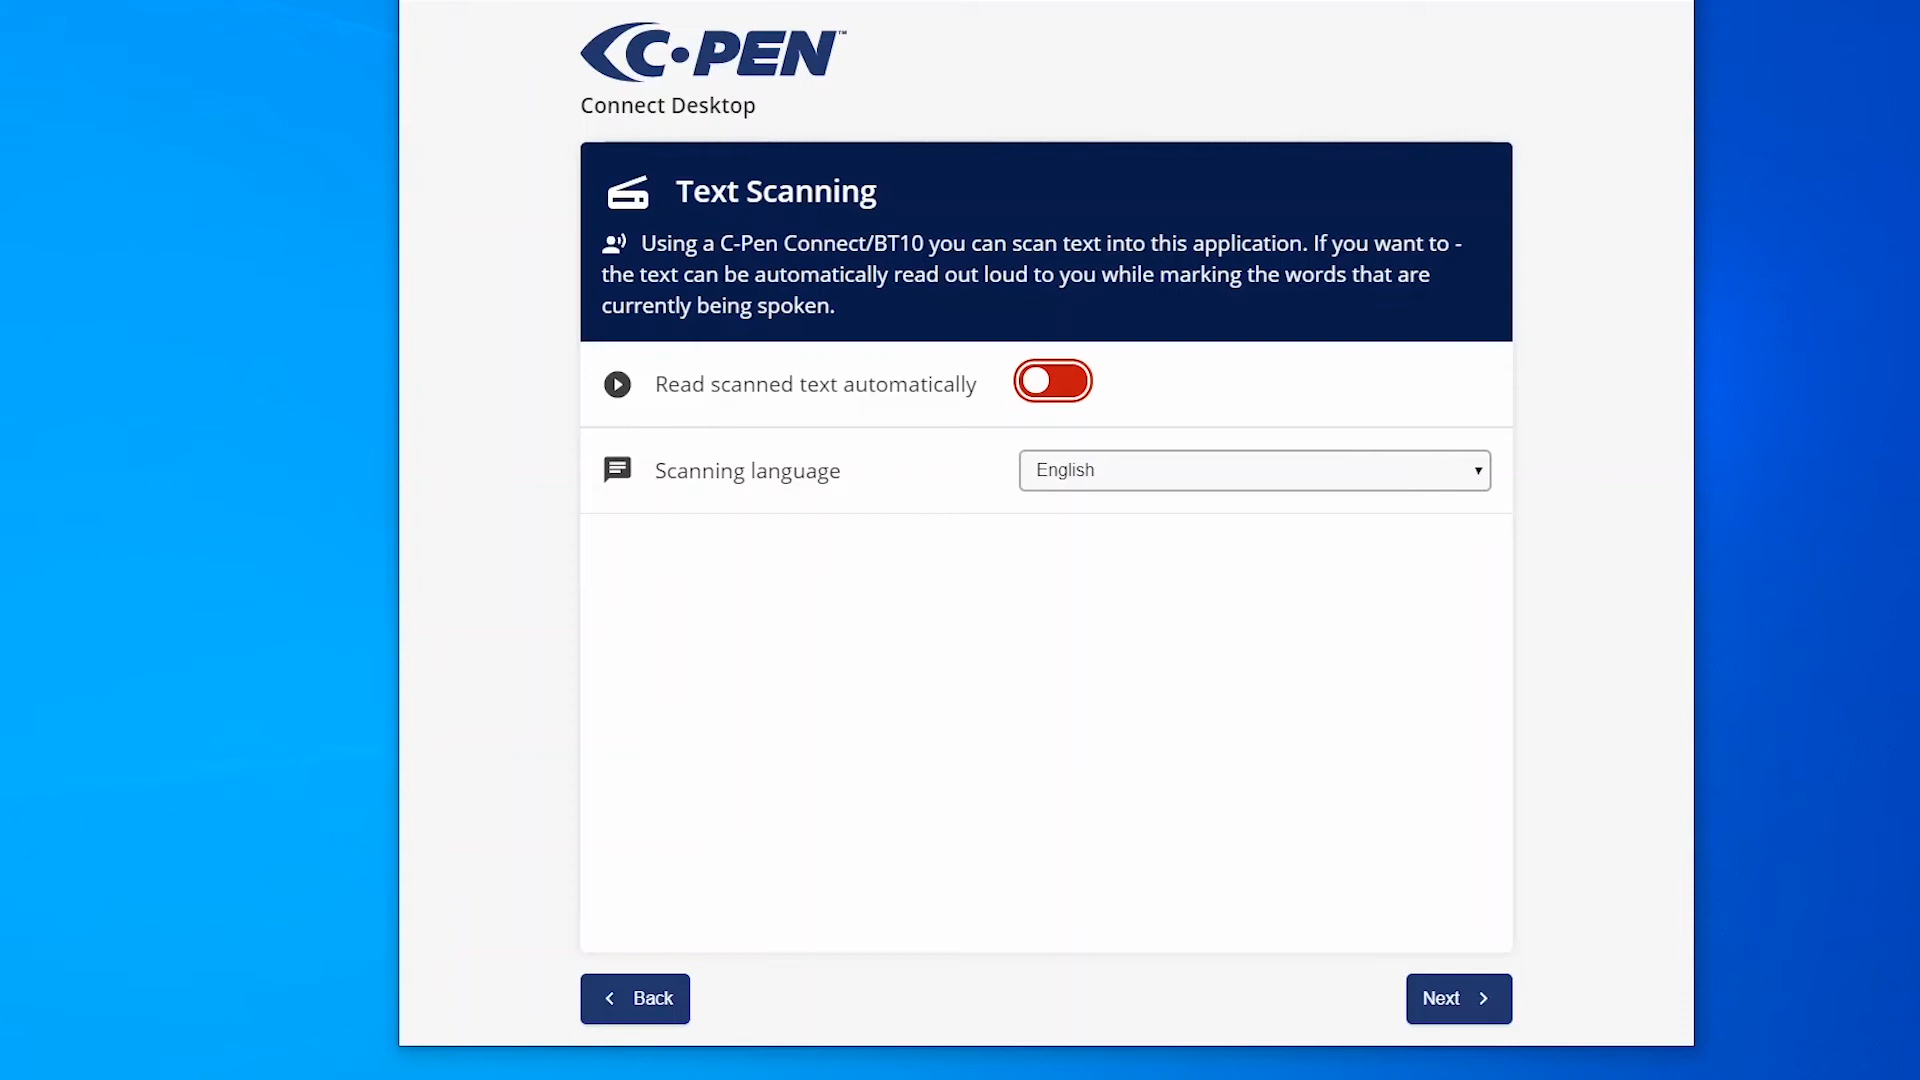 C•PEN™
Connect Desktop
Text Scanning
Using a C-Pen Connect/BT10 you can scan text into this application. If you want to -
the text can be automatically read out loud to you while marking the words that are
currently being spoken.
Read scanned text automatically
Scanning language
English
Back
Next